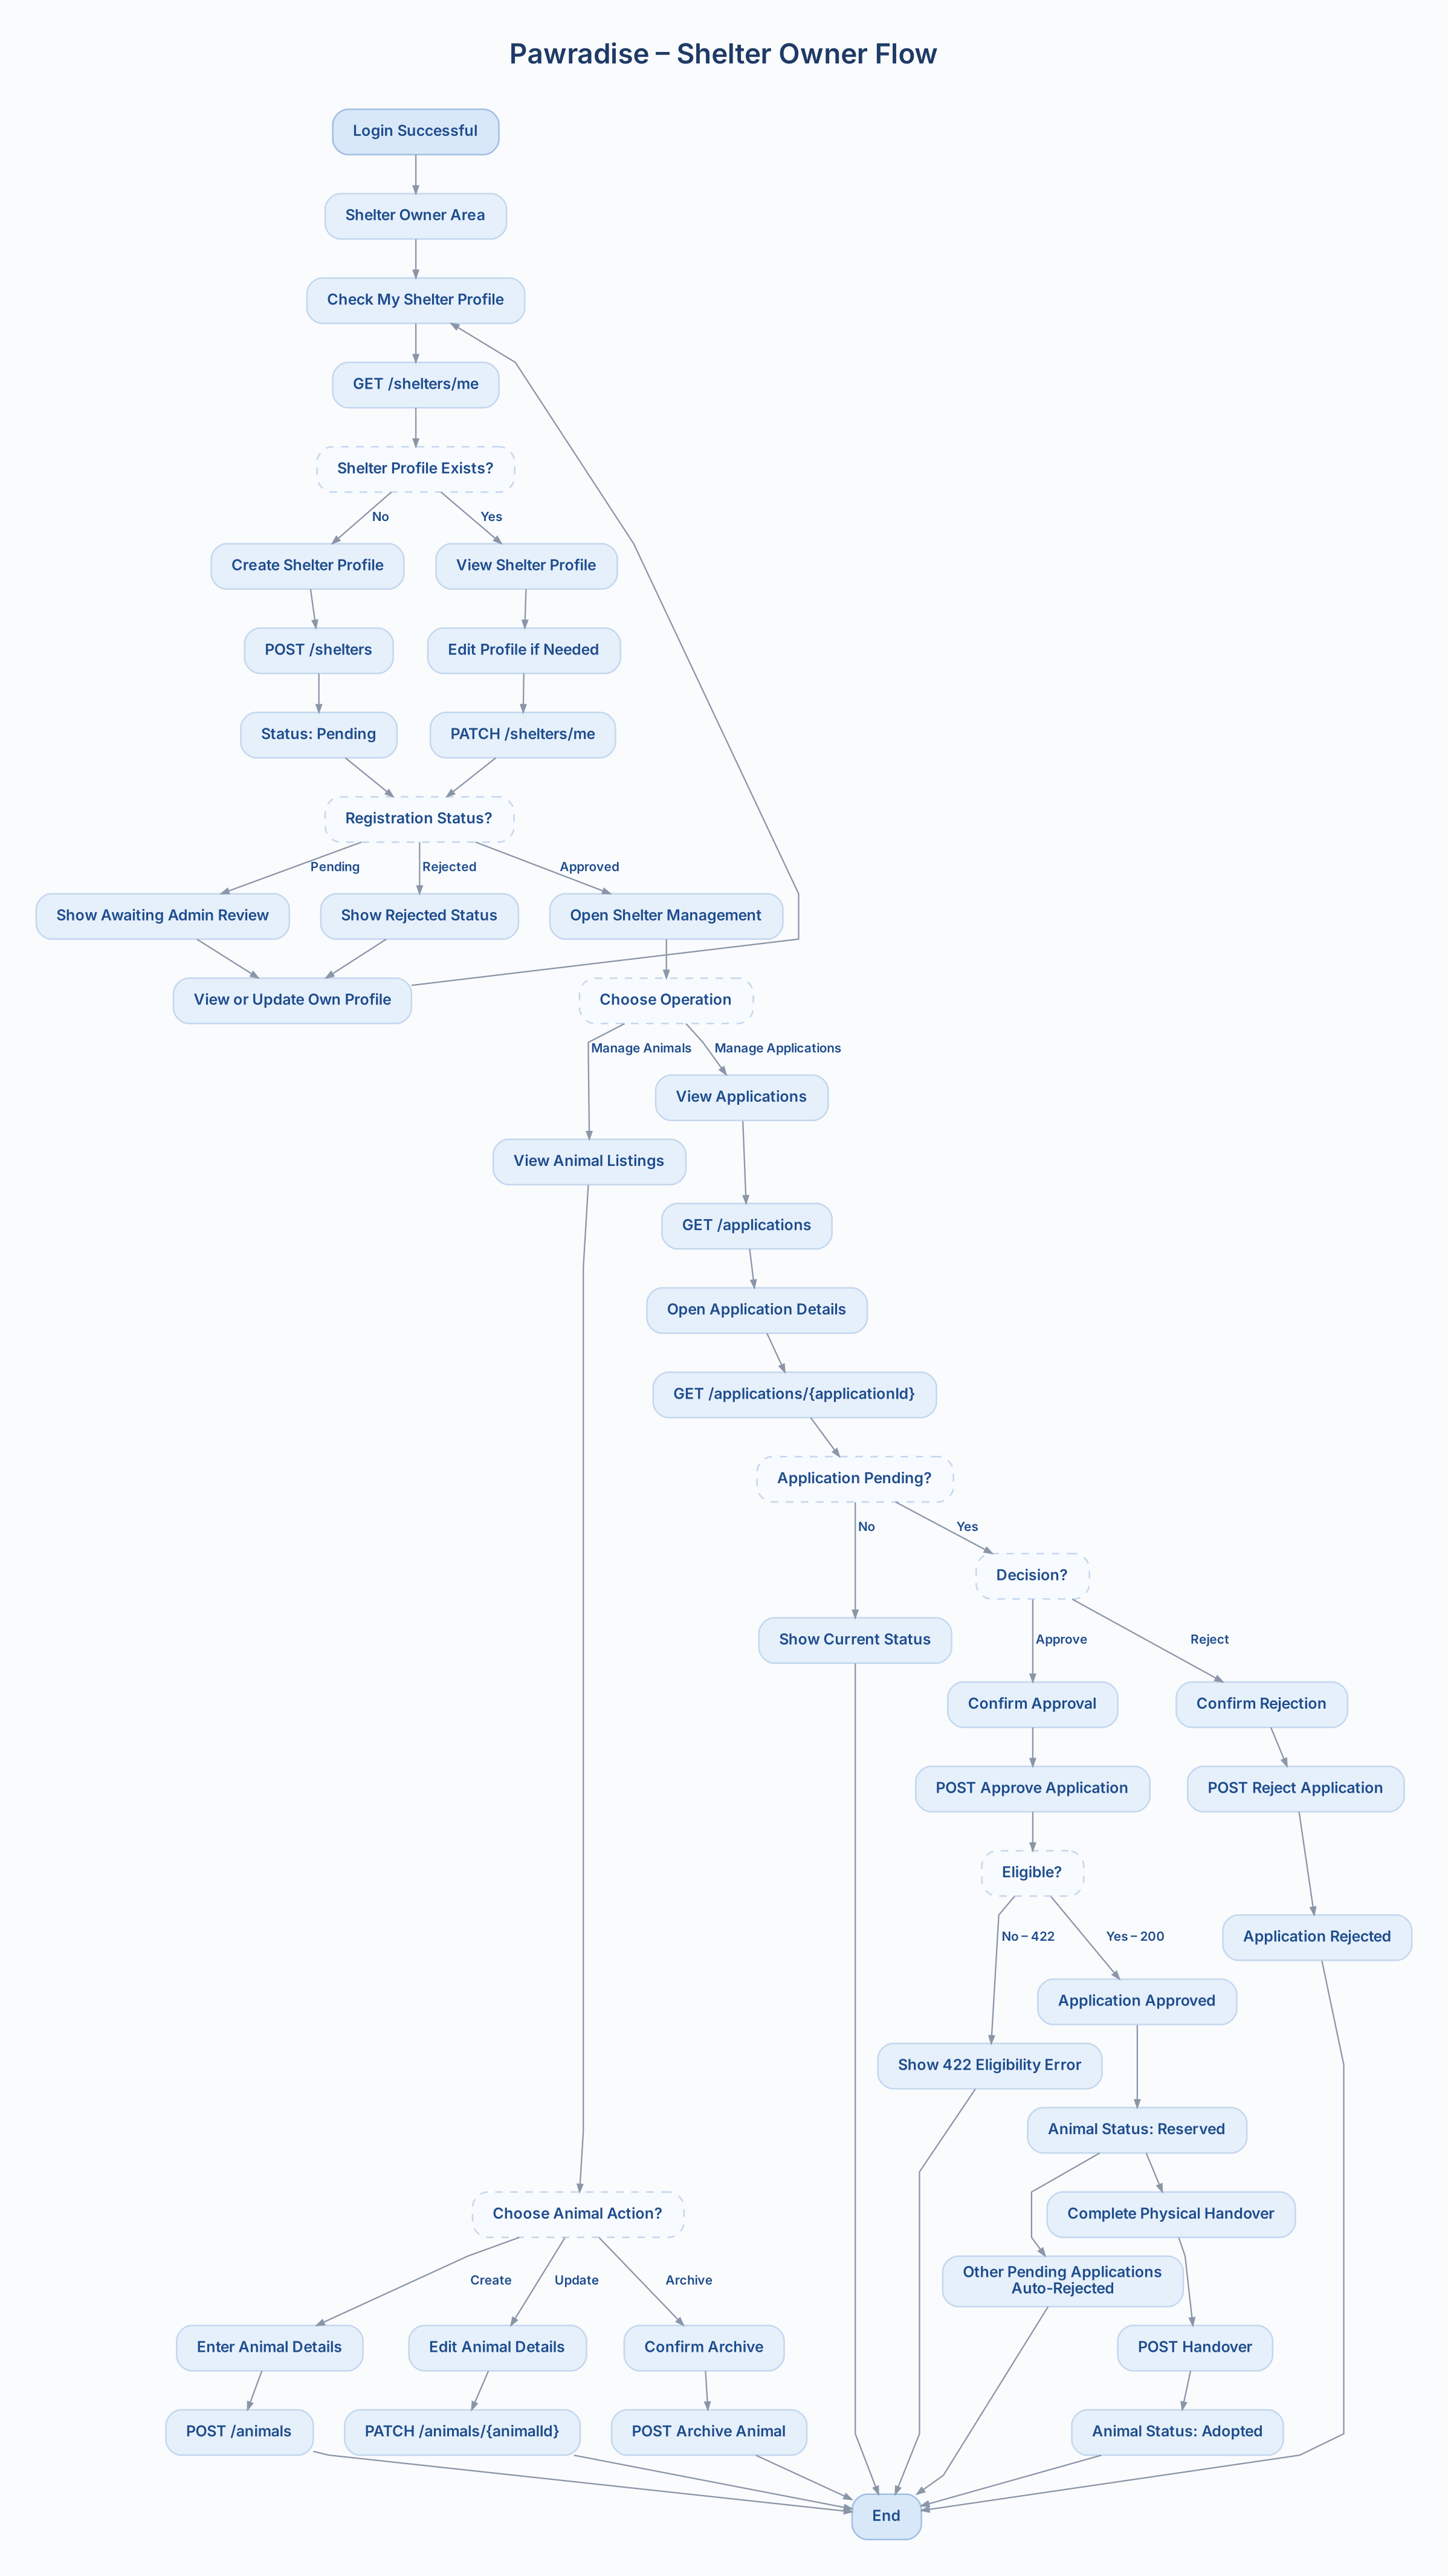 Pawradise – Shelter Owner Flow
Login Successful
Shelter Owner Area
Check My Shelter Profile
GET /shelters/me
Shelter Profile Exists?
No
Yes
Create Shelter Profile
View Shelter Profile
POST /shelters
Edit Profile if Needed
Status: Pending
PATCH /shelters/me
Registration Status?
Pending
Rejected
Approved
Show Awaiting Admin Review
Show Rejected Status
Open Shelter Management
View or Update Own Profile
Choose Operation
Manage Animals
Manage Applications
View Applications
View Animal Listings
GET /applications
Open Application Details
GET /applications/{applicationId}
Application Pending?
No
Yes
Decision?
Show Current Status
Approve
Reject
Confirm Approval
Confirm Rejection
POST Approve Application
POST Reject Application
Eligible?
No – 422
Yes – 200
Application Rejected
Application Approved
Show 422 Eligibility Error
Animal Status: Reserved
Choose Animal Action?
Complete Physical Handover
Other Pending Applications
Auto-Rejected
Create
Update
Archive
Enter Animal Details
Edit Animal Details
Confirm Archive
POST Handover
POST /animals
PATCH /animals/{animalId}
POST Archive Animal
Animal Status: Adopted
End